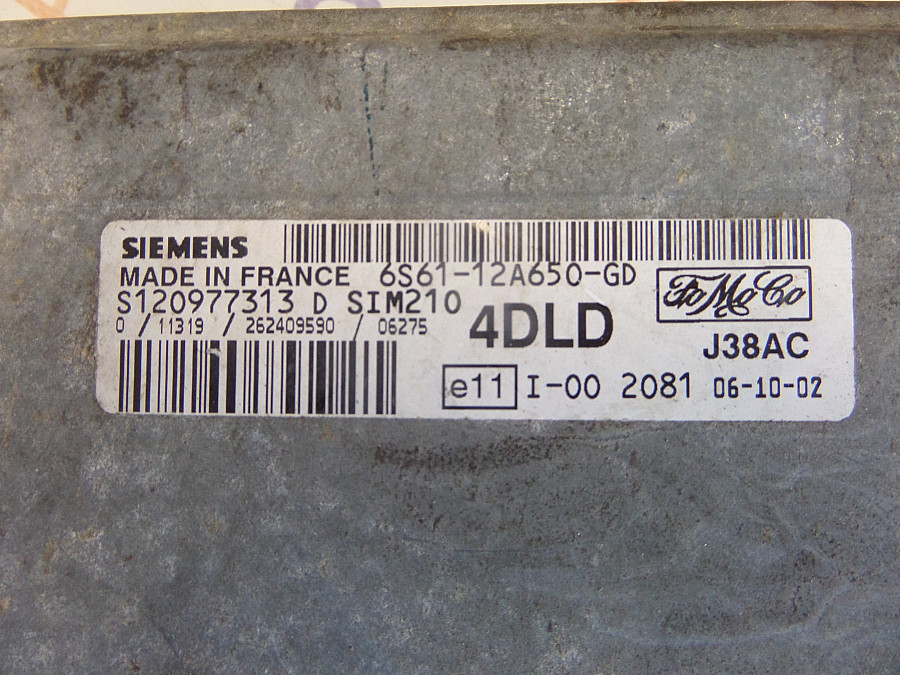 SIEMENS
MADE IN FRANCE 6S61-12A650-GD
S120977313 D SIM210
FoMoCo
0 / 11319 / 262409590 / 06275
4DLD
J38AC
e11 I-00 2081 06-10-02